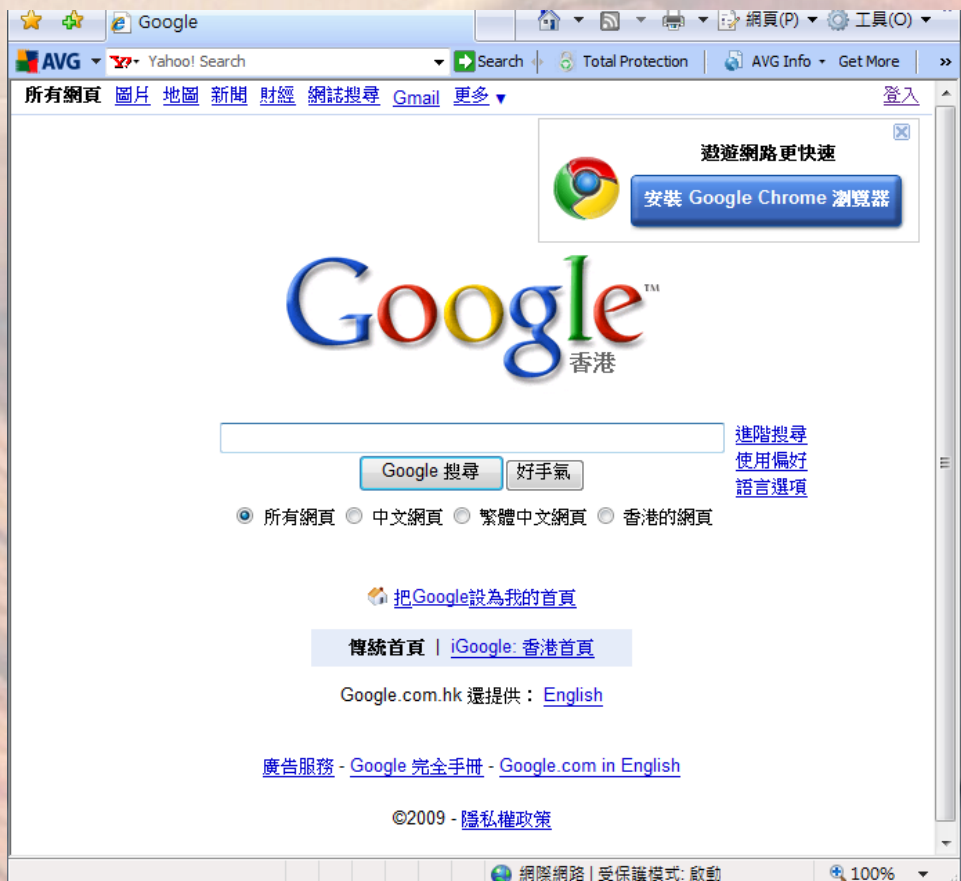 Google 網頁(P) 工具(O)
AVG Yahoo! Search Search Total Protection AVG Info Get More »
所有網頁 圖片 地圖 新聞 財經 網誌搜尋 Gmail 更多 ▼ 登入
遨遊網路更快速
安裝 Google Chrome 瀏覽器
Google™
香港
進階搜尋
Google 搜尋 好手氣 使用偏好
語言選項
所有網頁 中文網頁 繁體中文網頁 香港的網頁
把Google設為我的首頁
傳統首頁 | iGoogle: 香港首頁
Google.com.hk 還提供： English
廣告服務 - Google 完全手冊 - Google.com in English
©2009 - 隱私權政策
網際網路 | 受保護模式: 啟動 100%